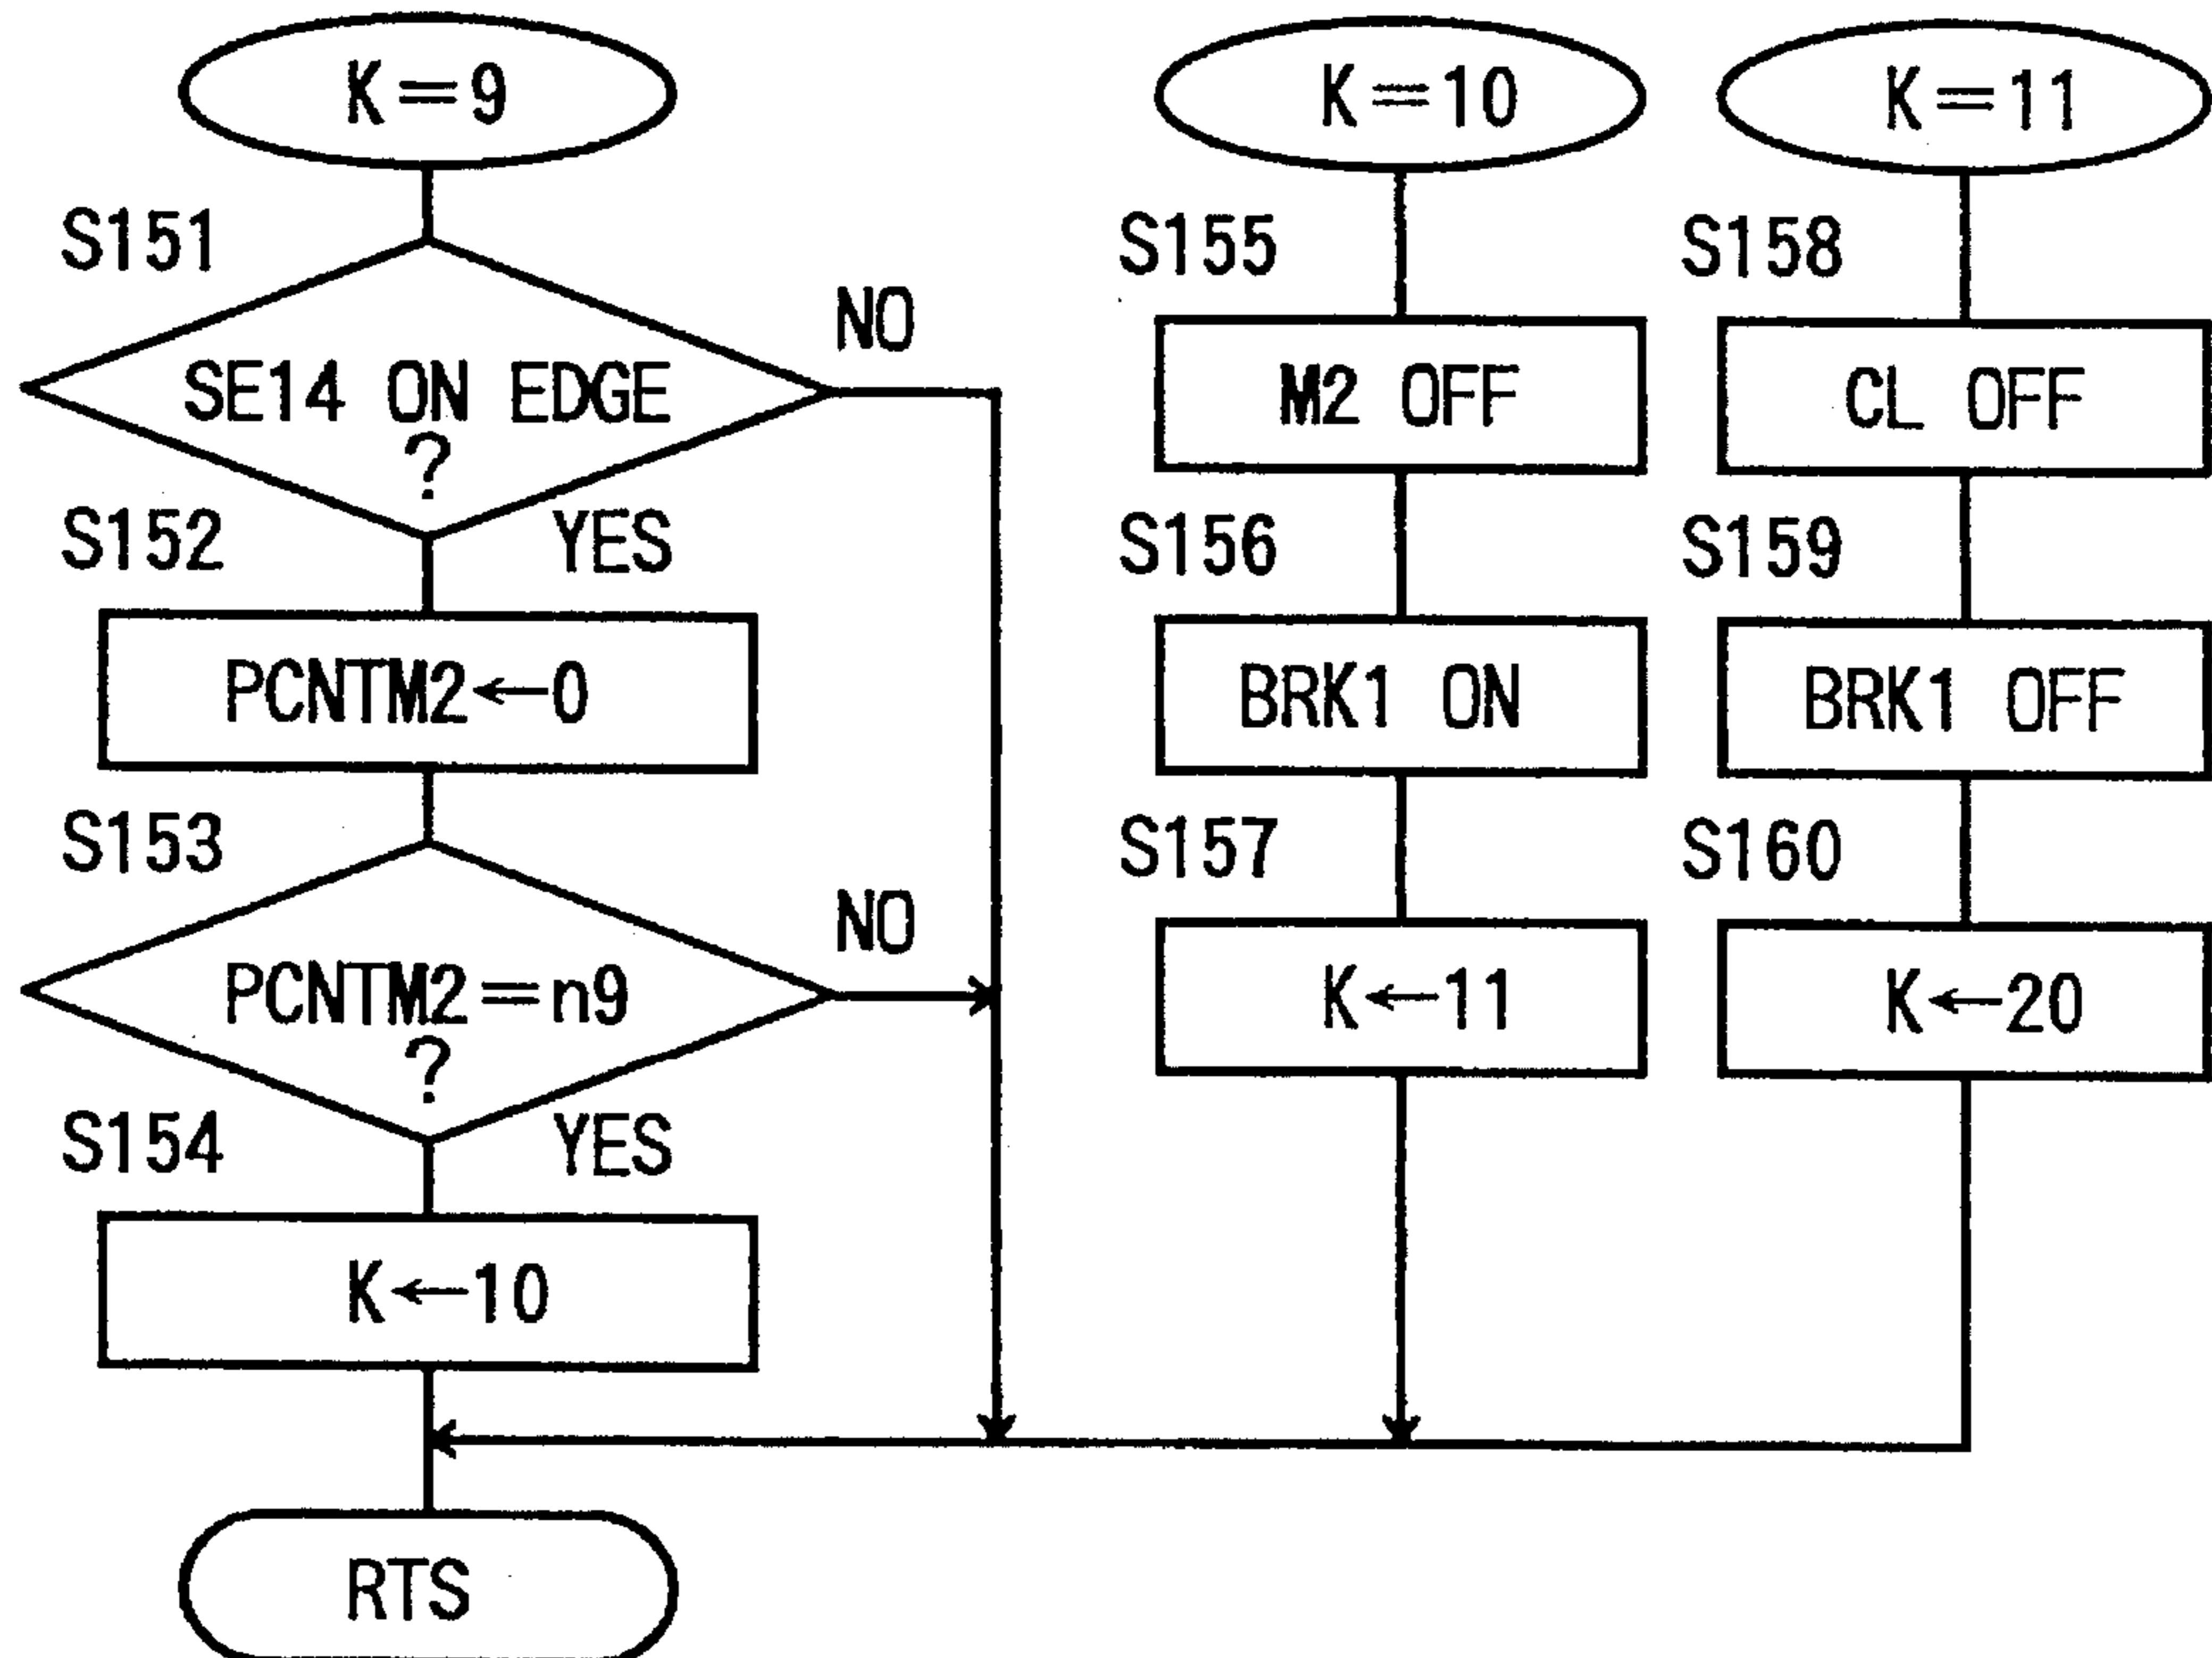 K=9
S151
SE14 ON EDGE
?
NO
YES
S152
PCNTM2←0
S153
PCNTM2=n9
?
NO
YES
S154
K←10
RTS
K=10
S155
M2 OFF
S156
BRK1 ON
S157
K←11
K=11
S158
CL OFF
S159
BRK1 OFF
S160
K←20